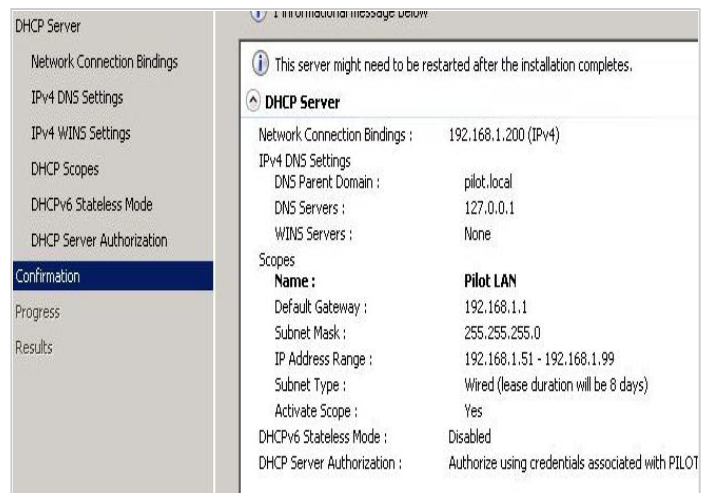 DHCP Server
Network Connection Bindings
IPv4 DNS Settings
IPv4 WINS Settings
DHCP Scopes
DHCPv6 Stateless Mode
DHCP Server Authorization
Confirmation
Progress
Results
1 informational message below
This server might need to be restarted after the installation completes.
DHCP Server
Network Connection Bindings : 192.168.1.200 (IPv4)
IPv4 DNS Settings
DNS Parent Domain : pilot.local
DNS Servers : 127.0.0.1
WINS Servers : None
Scopes
Name : Pilot LAN
Default Gateway : 192.168.1.1
Subnet Mask : 255.255.255.0
IP Address Range : 192.168.1.51 - 192.168.1.99
Subnet Type : Wired (lease duration will be 8 days)
Activate Scope : Yes
DHCPv6 Stateless Mode : Disabled
DHCP Server Authorization : Authorize using credentials associated with PILOT